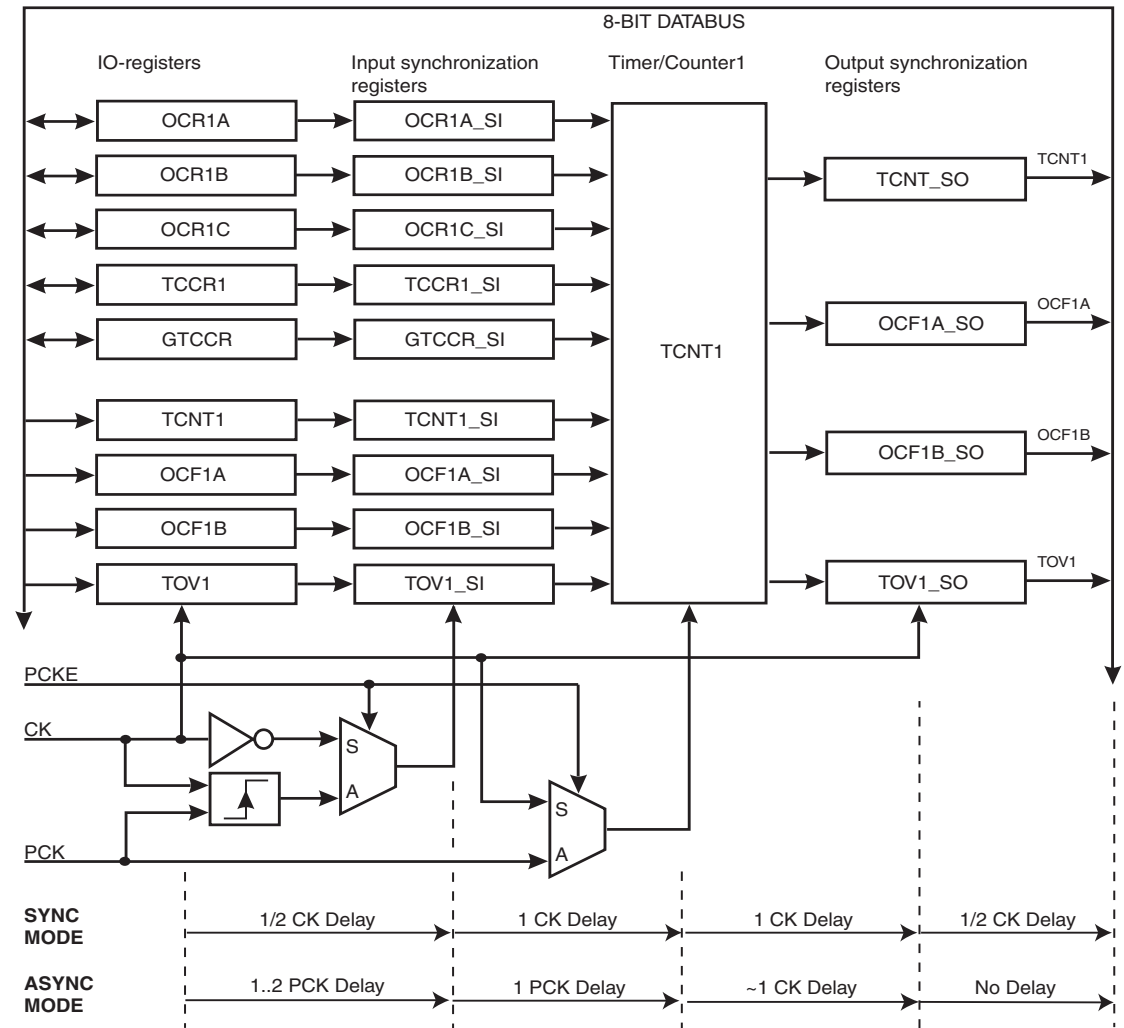 8-BIT DATABUS
IO-registers
Input synchronization
registers
Timer/Counter1
Output synchronization
registers
OCR1A
OCR1A_SI
OCR1B
OCR1B_SI
OCR1C
OCR1C_SI
TCCR1
TCCR1_SI
GTCCR
GTCCR_SI
TCNT1
TCNT1_SI
OCF1A
OCF1A_SI
OCF1B
OCF1B_SI
TOV1
TOV1_SI
TCNT1
TCNT_SO
TCNT1
OCF1A_SO
OCF1A
OCF1B_SO
OCF1B
TOV1_SO
TOV1
PCKE
CK
S
A
S
A
PCK
SYNC
MODE
1/2 CK Delay
1 CK Delay
1 CK Delay
1/2 CK Delay
ASYNC
MODE
1..2 PCK Delay
1 PCK Delay
~1 CK Delay
No Delay